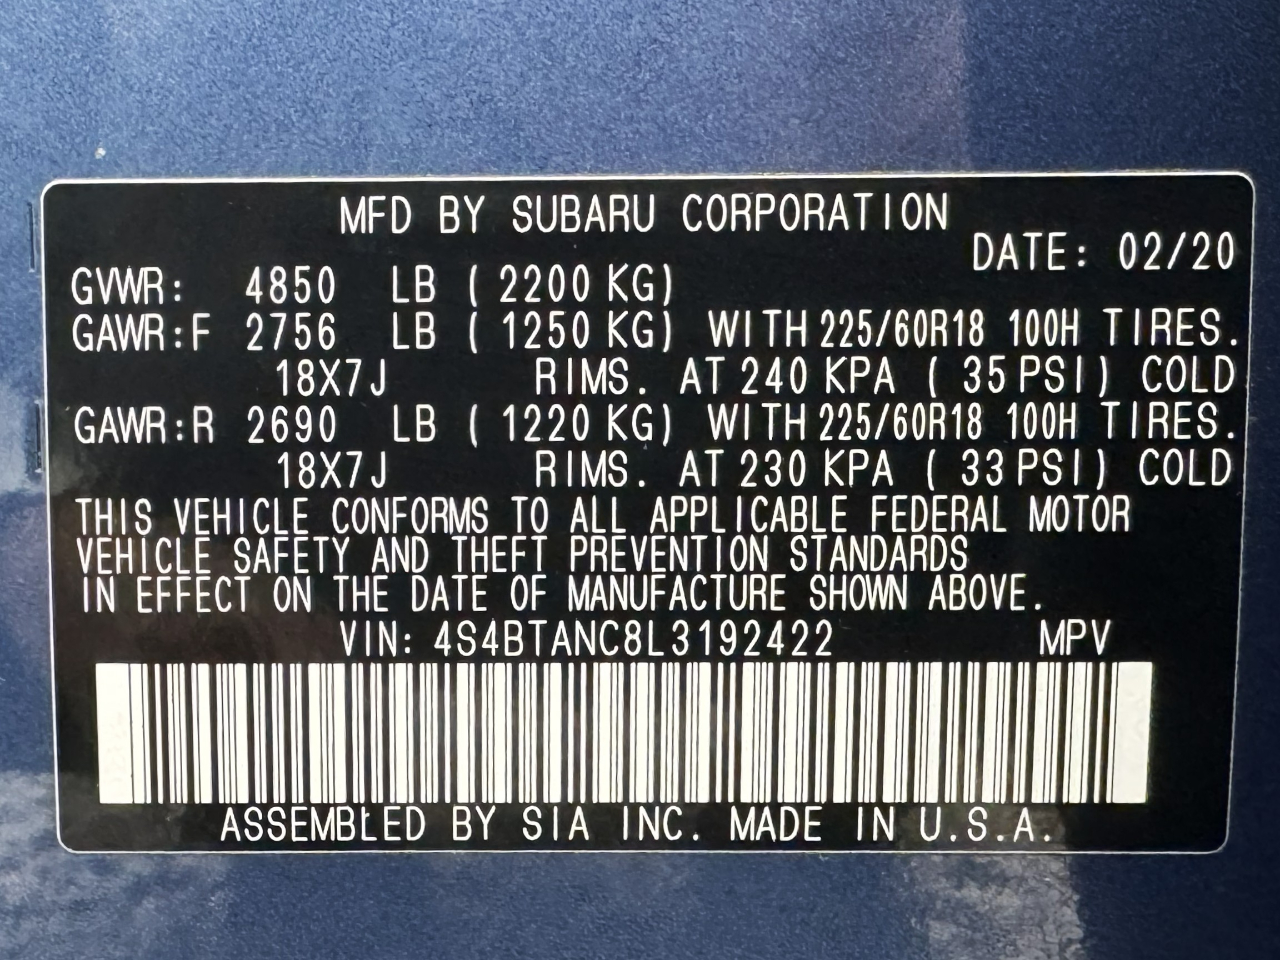 MFD BY SUBARU CORPORATION
DATE: 02/20
GVWR: 4850 LB (2200 KG)
GAWR:F 2756 LB (1250 KG) WITH 225/60R18 100H TIRES.
18X7J RIMS. AT 240 KPA (35 PSI) COLD
GAWR:R 2690 LB (1220 KG) WITH 225/60R18 100H TIRES.
18X7J RIMS. AT 230 KPA (33 PSI) COLD
THIS VEHICLE CONFORMS TO ALL APPLICABLE FEDERAL MOTOR
VEHICLE SAFETY AND THEFT PREVENTION STANDARDS
IN EFFECT ON THE DATE OF MANUFACTURE SHOWN ABOVE.
VIN: 4S4BTANC8L3192422 MPV
ASSEMBLED BY SIA INC. MADE IN U.S.A.